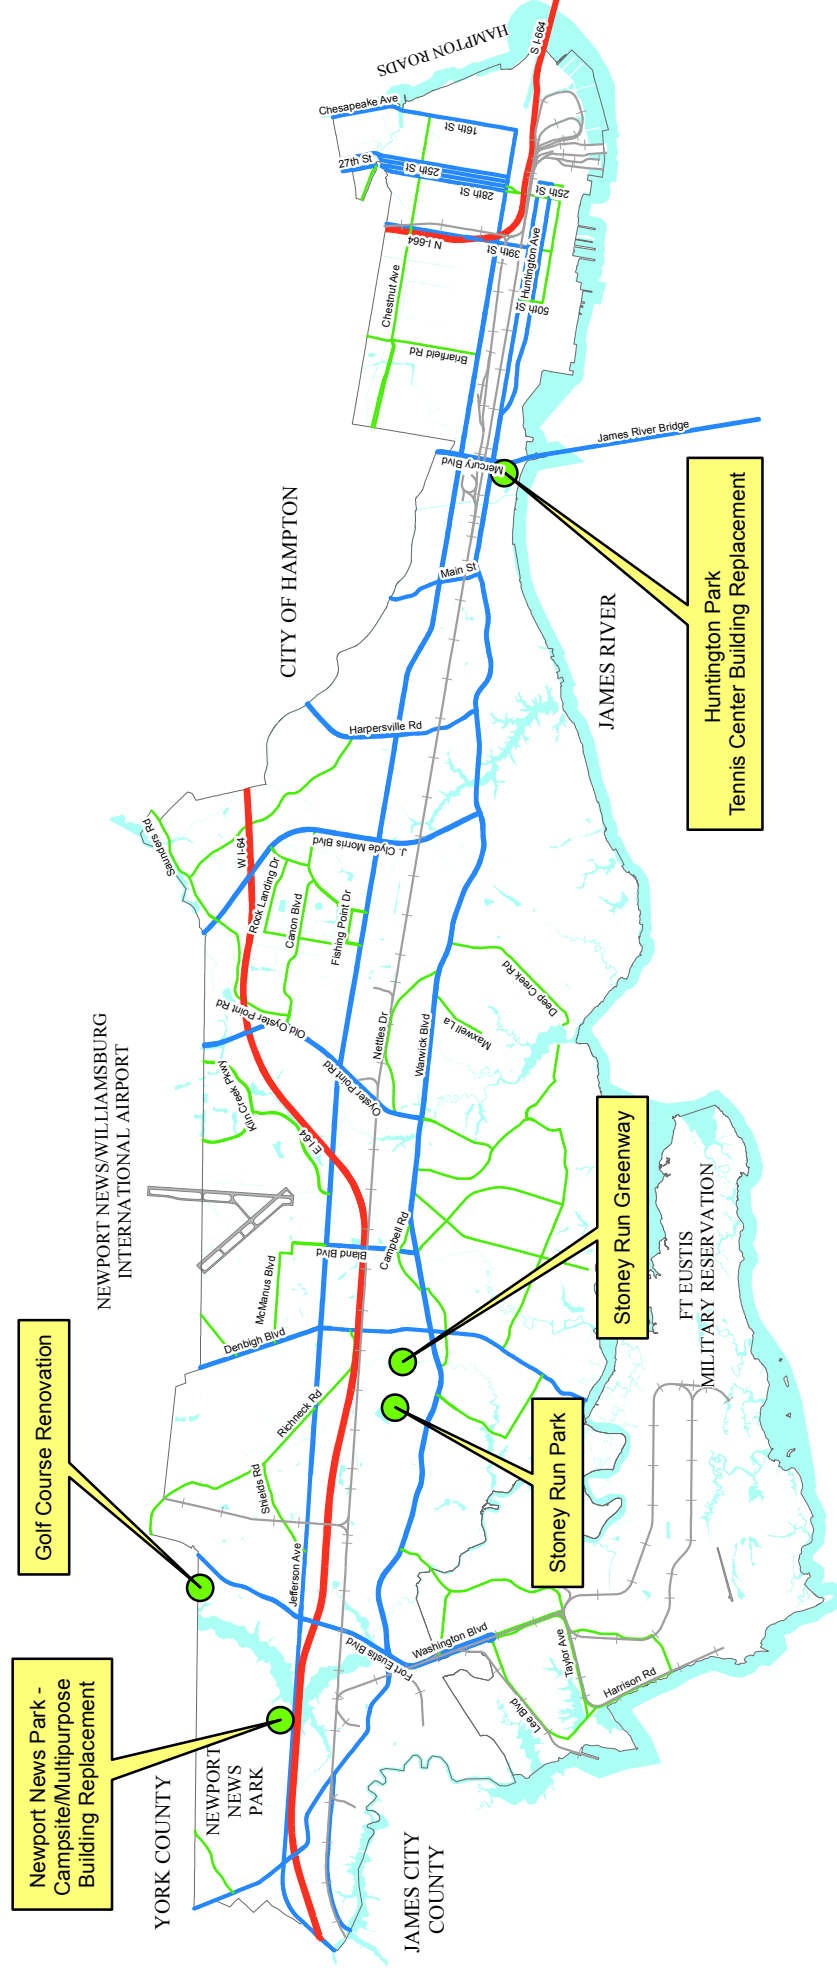 Newport News Park -
Campsite/Multipurpose
Building Replacement
Golf Course Renovation
YORK COUNTY
NEWPORT
NEWS
PARK
JAMES CITY
COUNTY
NEWPORT NEWS/WILLIAMSBURG
INTERNATIONAL AIRPORT
CITY OF HAMPTON
HAMPTON ROADS
JAMES RIVER
FT EUSTIS
MILITARY RESERVATION
Stoney Run Park
Stoney Run Greenway
Huntington Park
Tennis Center Building Replacement
Jefferson Ave
Fort Eustis Blvd
Washington Blvd
Lee Blvd
Taylor Ave
Harrison Rd
Shields Rd
Richneck Rd
Denbigh Blvd
McManus Blvd
Bland Blvd
Campbell Rd
E I-64
Kiln Creek Pkwy
Old Oyster Point Rd
Oyster Point Rd
Nettles Dr
Warwick Blvd
Maxwell La
Deep Creek Rd
Fishing Point Dr
Canon Blvd
Rock Landing Dr
W I-64
Saunders Rd
J. Clyde Morris Blvd
Harpersville Rd
Main St
Mercury Blvd
James River Bridge
Briarfield Rd
Chestnut Ave
N I-664
39th St
Huntington Ave
50th St
25th St
28th St
25th St
27th St
16th St
Chesapeake Ave
S I-664